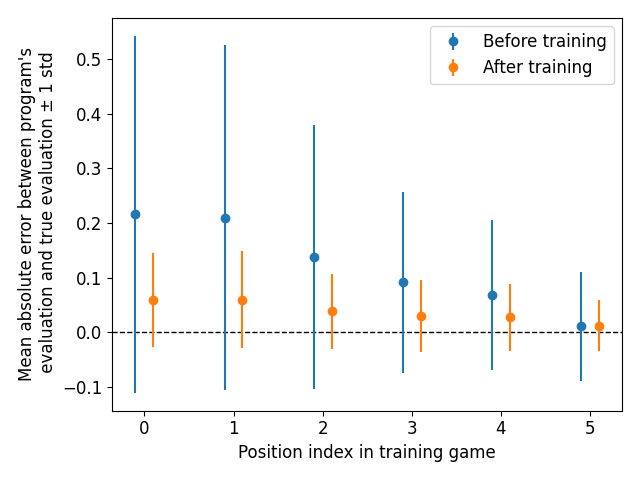 Mean absolute error between program's
evaluation and true evaluation ± 1 std
0.5
0.4
0.3
0.2
0.1
0.0
−0.1
Before training
After training
0 1 2 3 4 5
Position index in training game